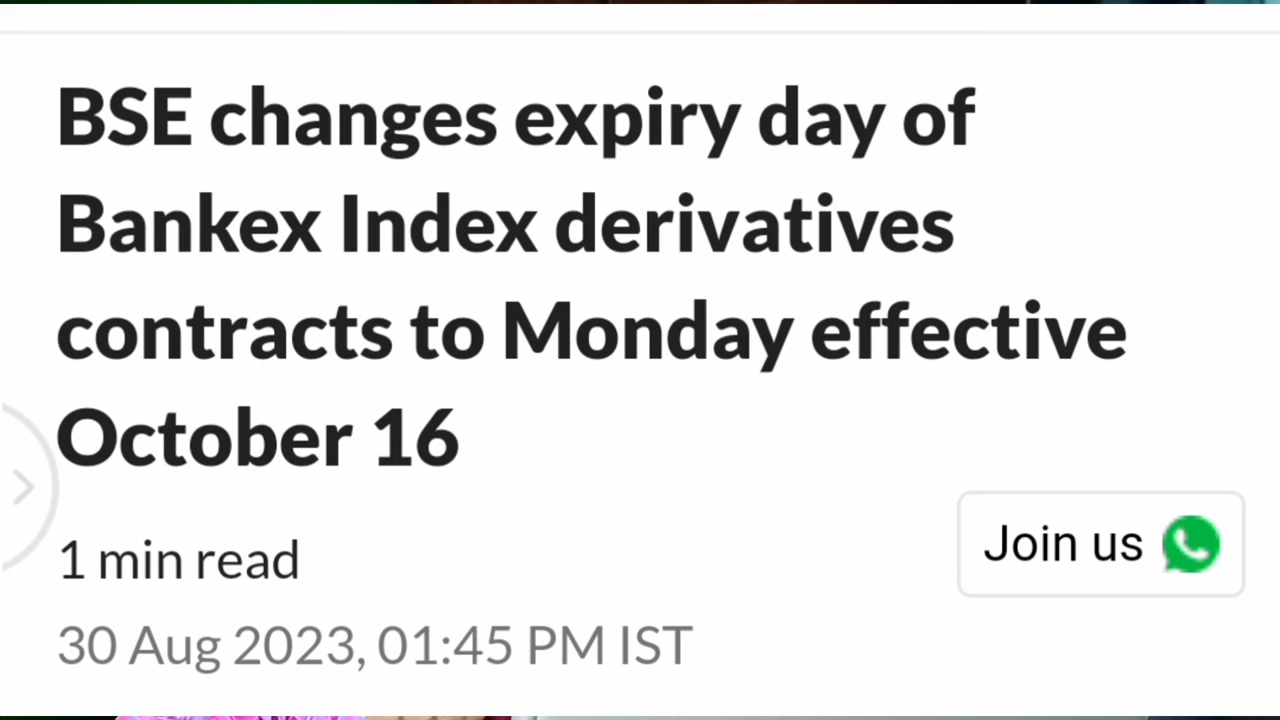 BSE changes expiry day of
Bankex Index derivatives
contracts to Monday effective
October 16
1 min read
Join us
30 Aug 2023, 01:45 PM IST